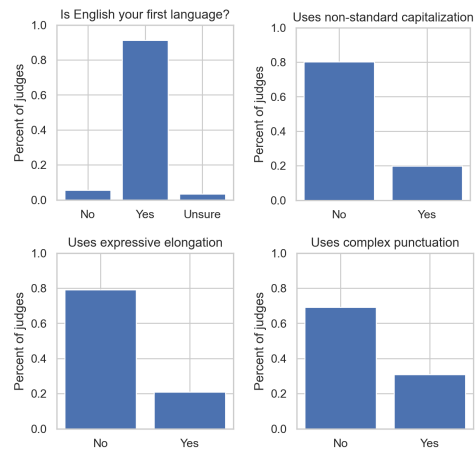 Is English your first language?
Percent of judges
1.0
0.8
0.6
0.4
0.2
0.0
No Yes Unsure
Uses non-standard capitalization
Percent of judges
1.0
0.8
0.6
0.4
0.2
0.0
No Yes
Uses expressive elongation
Percent of judges
1.0
0.8
0.6
0.4
0.2
0.0
No Yes
Uses complex punctuation
Percent of judges
1.0
0.8
0.6
0.4
0.2
0.0
No Yes